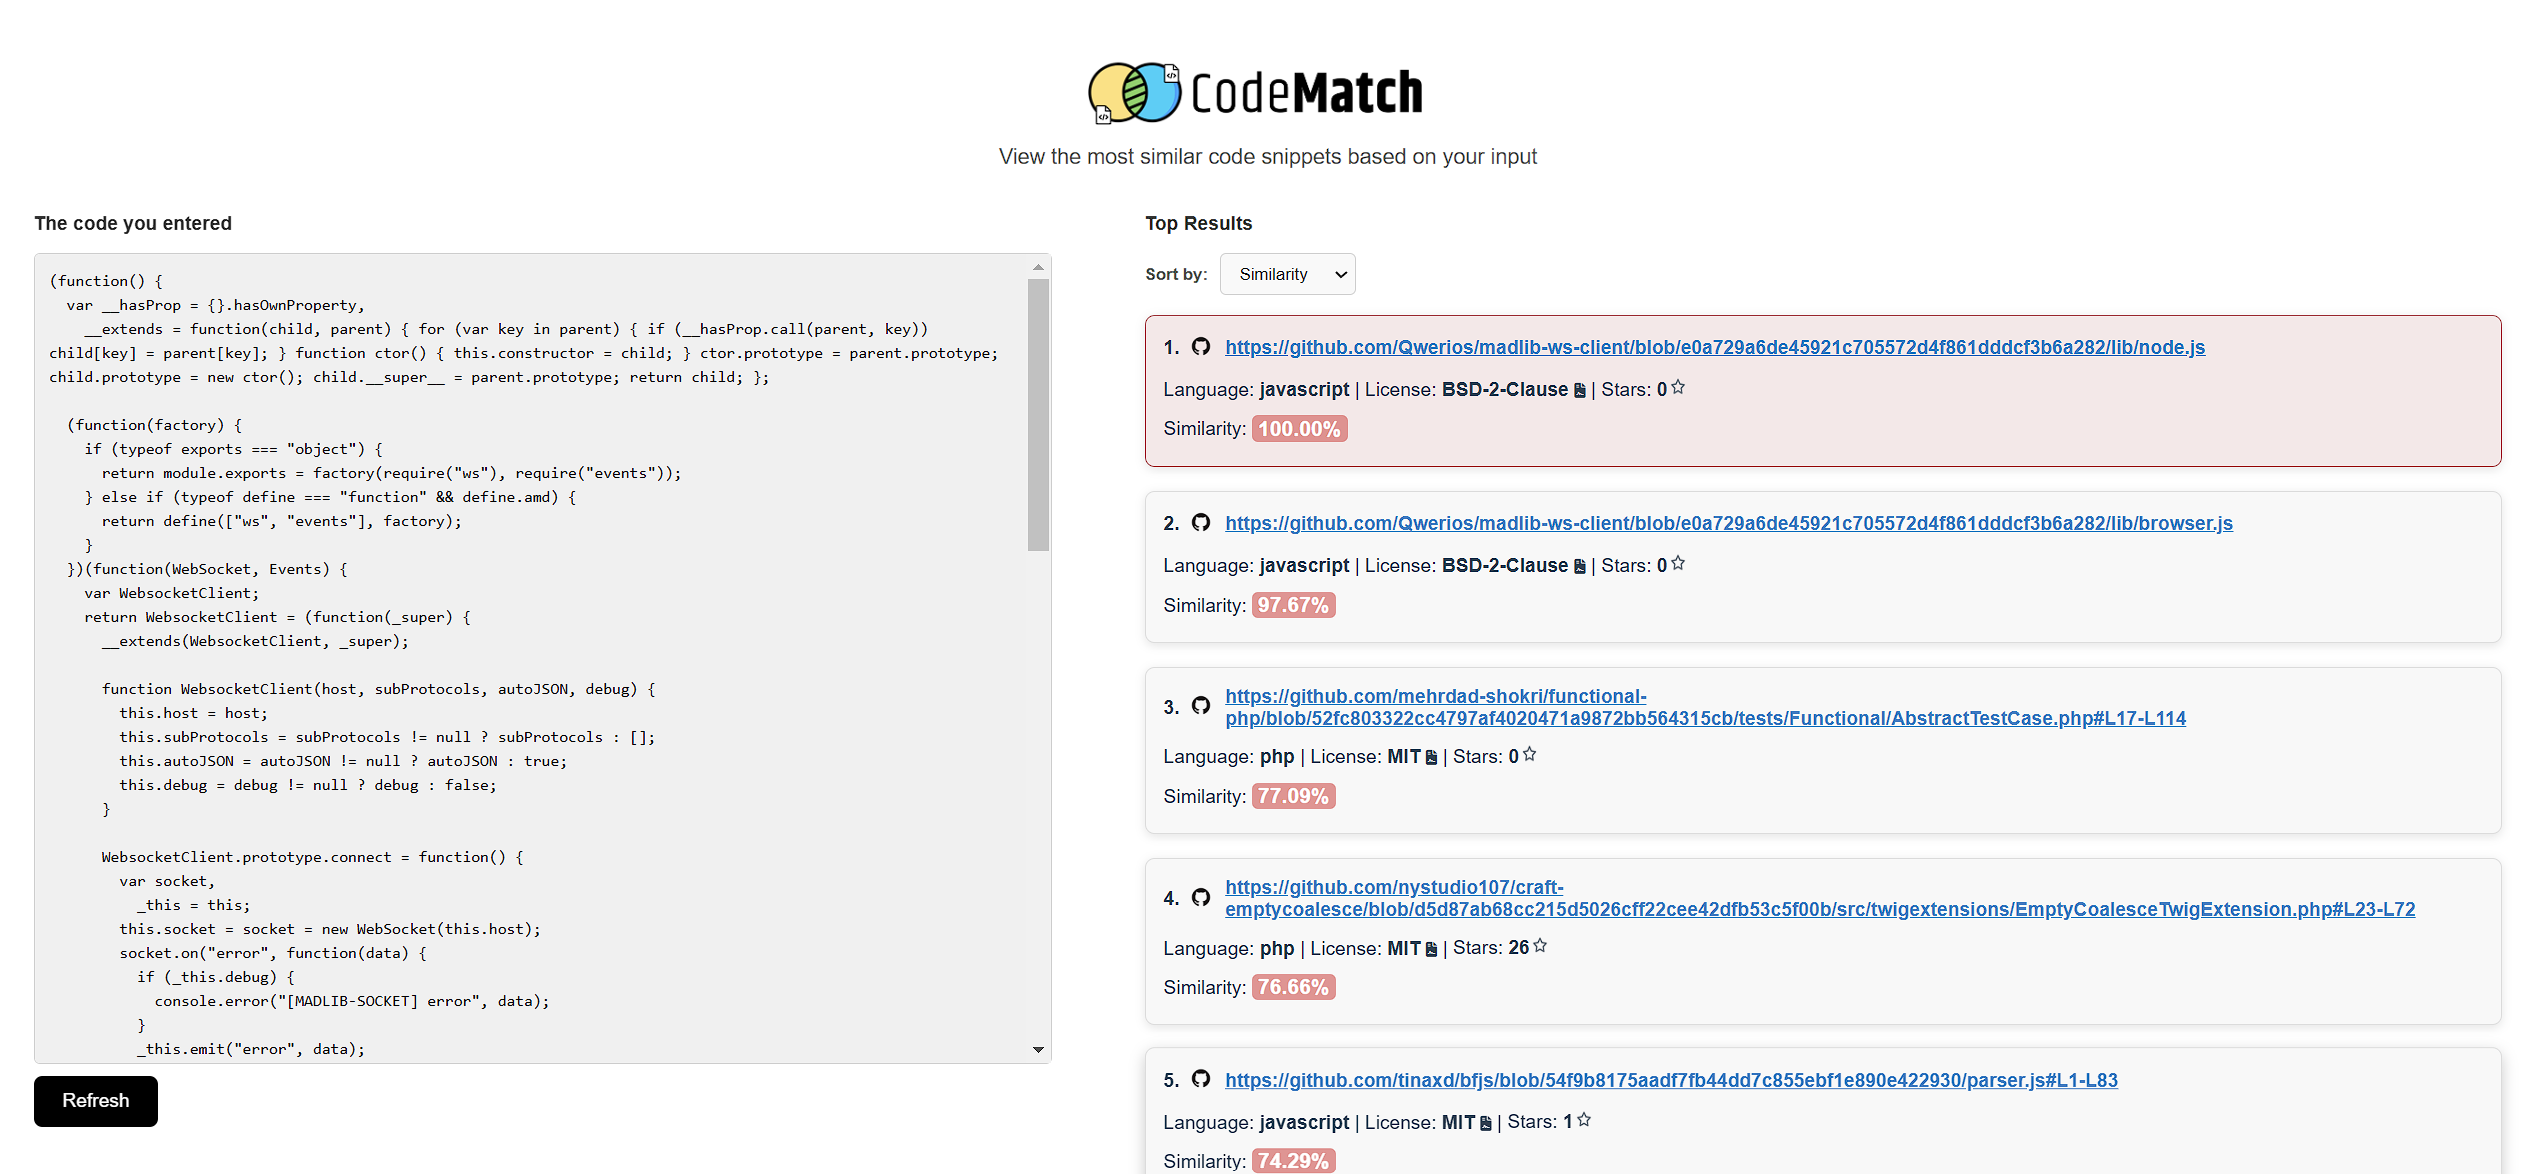 CodeMatch
View the most similar code snippets based on your input
The code you entered
(function() {
  var __hasProp = {}.hasOwnProperty,
    __extends = function(child, parent) { for (var key in parent) { if (__hasProp.call(parent, key))
child[key] = parent[key]; } function ctor() { this.constructor = child; } ctor.prototype = parent.prototype;
child.prototype = new ctor(); child.__super__ = parent.prototype; return child; };
  (function(factory) {
    if (typeof exports === "object") {
      return module.exports = factory(require("ws"), require("events"));
    } else if (typeof define === "function" && define.amd) {
      return define(["ws", "events"], factory);
    }
  })(function(WebSocket, Events) {
    var WebsocketClient;
    return WebsocketClient = (function(_super) {
      __extends(WebsocketClient, _super);
      function WebsocketClient(host, subProtocols, autoJSON, debug) {
        this.host = host;
        this.subProtocols = subProtocols != null ? subProtocols : [];
        this.autoJSON = autoJSON != null ? autoJSON : true;
        this.debug = debug != null ? debug : false;
      }
      WebsocketClient.prototype.connect = function() {
        var socket,
          _this = this;
        this.socket = socket = new WebSocket(this.host);
        socket.on("error", function(data) {
          if (_this.debug) {
            console.error("[MADLIB-SOCKET] error", data);
          }
          _this.emit("error", data);
Refresh
Top Results
Sort by: Similarity
1. https://github.com/Qwerios/madlib-ws-client/blob/e0a729a6de45921c705572d4f861dddcf3b6a282/lib/node.js
Language: javascript | License: BSD-2-Clause | Stars: 0
Similarity: 100.00%
2. https://github.com/Qwerios/madlib-ws-client/blob/e0a729a6de45921c705572d4f861dddcf3b6a282/lib/browser.js
Language: javascript | License: BSD-2-Clause | Stars: 0
Similarity: 97.67%
3. https://github.com/mehrdad-shokri/functional-
php/blob/52fc803322cc4797af4020471a9872bb564315cb/tests/Functional/AbstractTestCase.php#L17-L114
Language: php | License: MIT | Stars: 0
Similarity: 77.09%
4. https://github.com/nystudio107/craft-
emptycoalesce/blob/d5d87ab68cc215d5026cff22cee42dfb53c5f00b/src/twigextensions/EmptyCoalesceTwigExtension.php#L23-L72
Language: php | License: MIT | Stars: 26
Similarity: 76.66%
5. https://github.com/tinaxd/bfjs/blob/54f9b8175aadf7fb44dd7c855ebf1e890e422930/parser.js#L1-L83
Language: javascript | License: MIT | Stars: 1
Similarity: 74.29%